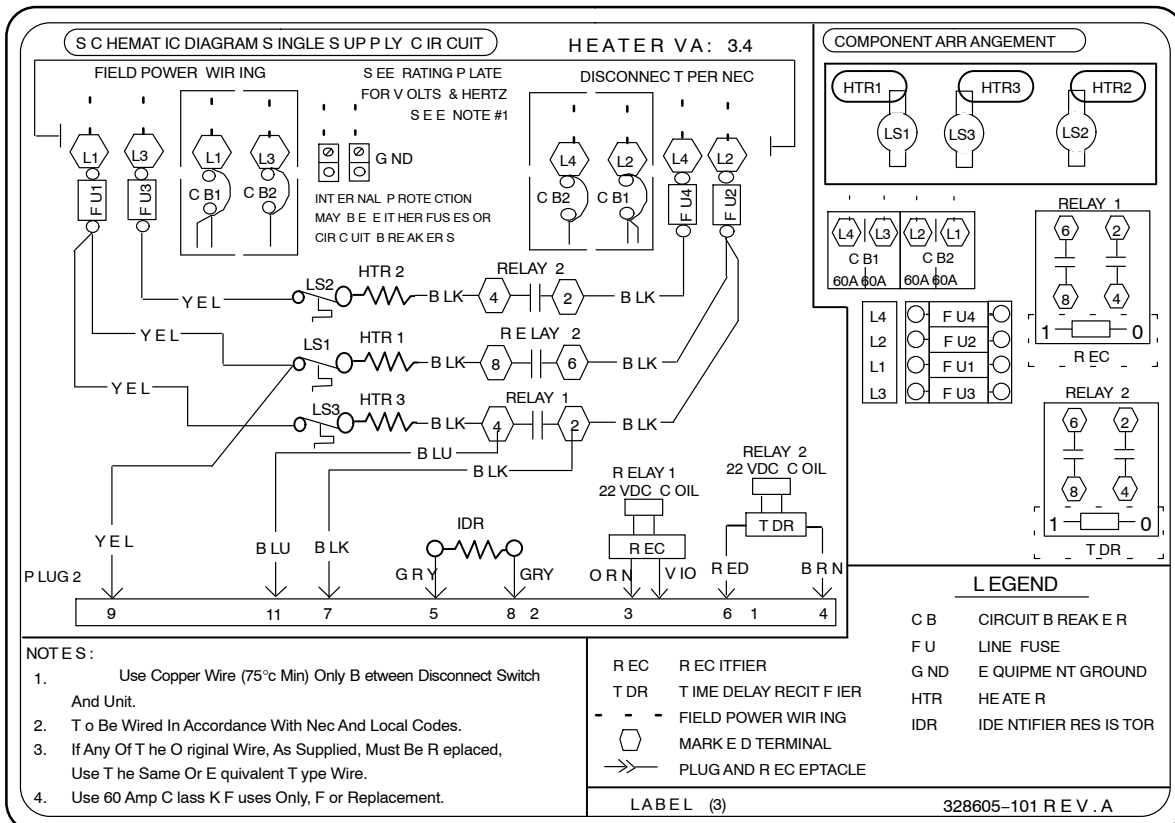 SCHEMATIC DIAGRAM SINGLE SUPPLY CIRCUIT
HEATER VA: 3.4
FIELD POWER WIRING
SEE RATING PLATE
FOR VOLTS & HERTZ
SEE NOTE #1
DISCONNECT PER NEC
L1
L3
L1
L3
GND
L4
L2
L4
L2
FU1
FU3
CB1
CB2
INTERNAL PROTECTION
MAY BE EITHER FUSES OR
CIRCUIT BREAKERS
CB2
CB1
FU4
FU2
YEL
LS2
HTR 2
BLK
4
RELAY 2
2
BLK
YEL
LS1
HTR 1
BLK
8
RELAY 2
6
BLK
YEL
LS3
HTR 3
BLK
4
RELAY 1
2
BLK
BLU
BLK
RELAY 1
22 VDC COIL
REC
RELAY 2
22 VDC COIL
TDR
YEL
BLU
BLK
IDR
GRY
GRY
ORN
VIO
RED
BRN
PLUG 2
9
11
7
5
8
2
3
6
1
4
COMPONENT ARRANGEMENT
HTR1
HTR3
HTR2
LS1
LS3
LS2
L4
L3
L2
L1
CB1
CB2
60A
60A
60A
60A
L4
FU4
L2
FU2
L1
FU1
L3
FU3
RELAY 1
6
2
8
4
1
0
REC
RELAY 2
6
2
8
4
1
0
TDR
NOTES:
1. Use Copper Wire (75°c Min) Only Between Disconnect Switch
And Unit.
2. To Be Wired In Accordance With Nec And Local Codes.
3. If Any Of The Original Wire, As Supplied, Must Be Replaced,
Use The Same Or Equivalent Type Wire.
4. Use 60 Amp Class K Fuses Only, For Replacement.
REC RECITFIER
TDR TIME DELAY RECITFIER
FIELD POWER WIRING
MARKED TERMINAL
PLUG AND RECEPTACLE
LEGEND
CB CIRCUIT BREAKER
FU LINE FUSE
GND EQUIPMENT GROUND
HTR HEATER
IDR IDENTIFIER RESISTOR
LABEL (3)
328605–101 REV. A